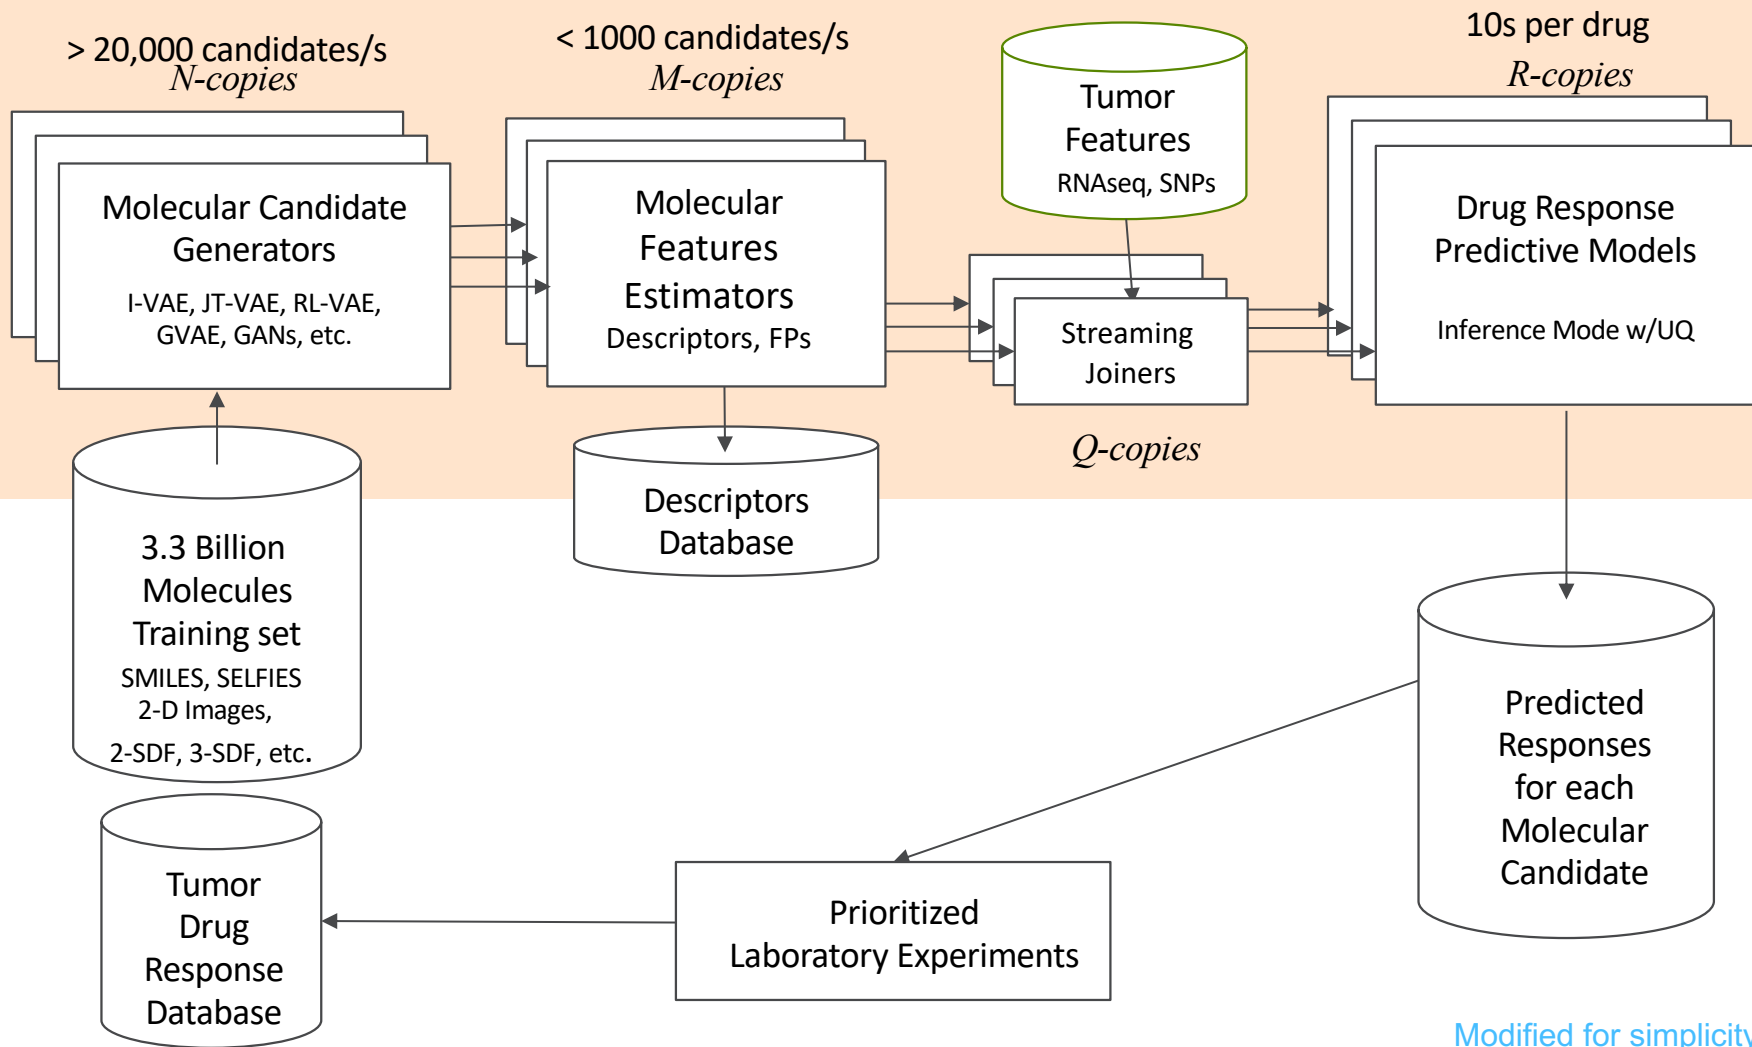 > 20,000 candidates/s
N-copies
< 1000 candidates/s
M-copies
10s per drug
R-copies
Molecular Candidate
Generators
I-VAE, JT-VAE, RL-VAE,
GVAE, GANs, etc.
Molecular
Features
Estimators
Descriptors, FPs
Tumor
Features
RNAseq, SNPs
Streaming
Joiners
Q-copies
Drug Response
Predictive Models
Inference Mode w/UQ
3.3 Billion
Molecules
Training set
SMILES, SELFIES
2-D Images,
2-SDF, 3-SDF, etc.
Descriptors
Database
Predicted
Responses
for each
Molecular
Candidate
Prioritized
Laboratory Experiments
Tumor
Drug
Response
Database
Modified for simplicity